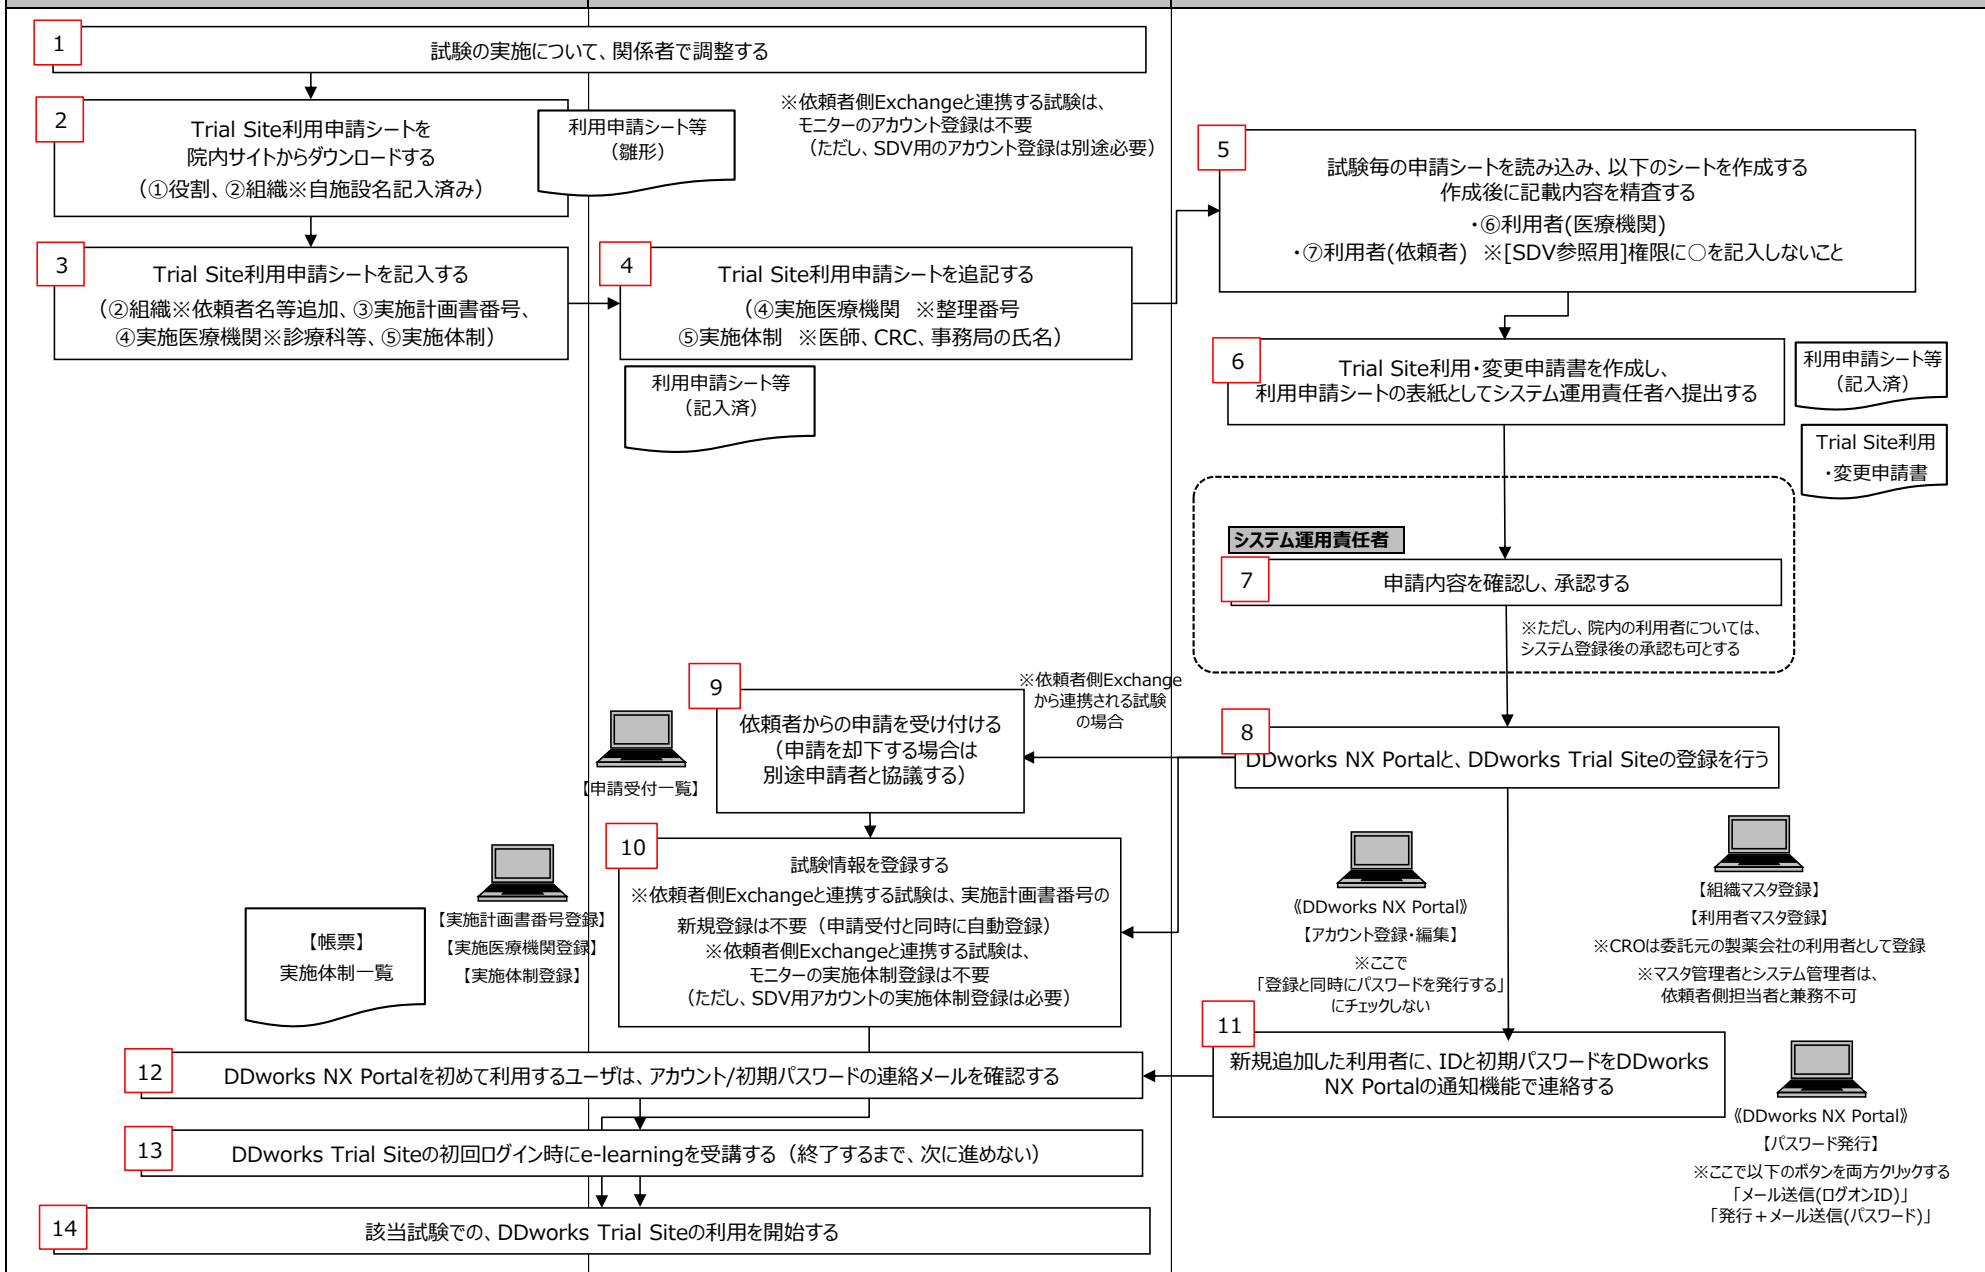 1
試験の実施について、関係者で調整する
2
Trial Site利用申請シートを
院内サイトからダウンロードする
（①役割、②組織※自施設名記入済み）
利用申請シート等
（雛形）
※依頼者側Exchangeと連携する試験は、
モニターのアカウント登録は不要
（ただし、SDV用のアカウント登録は別途必要）
3
Trial Site利用申請シートを記入する
（②組織※依頼者名等追加、③実施計画書番号、
④実施医療機関※診療科等、⑤実施体制）
4
Trial Site利用申請シートを追記する
（④実施医療機関　※整理番号
⑤実施体制　※医師、CRC、事務局の氏名）
利用申請シート等
（記入済）
5
試験毎の申請シートを読み込み、以下のシートを作成する
作成後に記載内容を精査する
・⑥利用者(医療機関)
・⑦利用者(依頼者)　※[SDV参照用]権限に○を記入しないこと
6
Trial Site利用・変更申請書を作成し、
利用申請シートの表紙としてシステム運用責任者へ提出する
利用申請シート等
（記入済）
Trial Site利用
・変更申請書
システム運用責任者
7
申請内容を確認し、承認する
※ただし、院内の利用者については、
システム登録後の承認も可とする
8
DDworks NX Portalと、DDworks Trial Siteの登録を行う
※依頼者側Exchange
から連携される試験
の場合
9
依頼者からの申請を受け付ける
（申請を却下する場合は
別途申請者と協議する）
【申請受付一覧】
10
試験情報を登録する
※依頼者側Exchangeと連携する試験は、実施計画書番号の
新規登録は不要（申請受付と同時に自動登録）
※依頼者側Exchangeと連携する試験は、
モニターの実施体制登録は不要
（ただし、SDV用アカウントの実施体制登録は必要）
【実施計画書番号登録】
【実施医療機関登録】
【実施体制登録】
【帳票】
実施体制一覧
《DDworks NX Portal》
【アカウント登録・編集】
※ここで
「登録と同時にパスワードを発行する」
にチェックしない
【組織マスタ登録】
【利用者マスタ登録】
※CROは委託元の製薬会社の利用者として登録
※マスタ管理者とシステム管理者は、
依頼者側担当者と兼務不可
11
新規追加した利用者に、IDと初期パスワードをDDworks
NX Portalの通知機能で連絡する
《DDworks NX Portal》
【パスワード発行】
※ここで以下のボタンを両方クリックする
「メール送信(ログオンID)」
「発行＋メール送信(パスワード)」
12
DDworks NX Portalを初めて利用するユーザは、アカウント/初期パスワードの連絡メールを確認する
13
DDworks Trial Siteの初回ログイン時にe-learningを受講する（終了するまで、次に進めない）
14
該当試験での、DDworks Trial Siteの利用を開始する